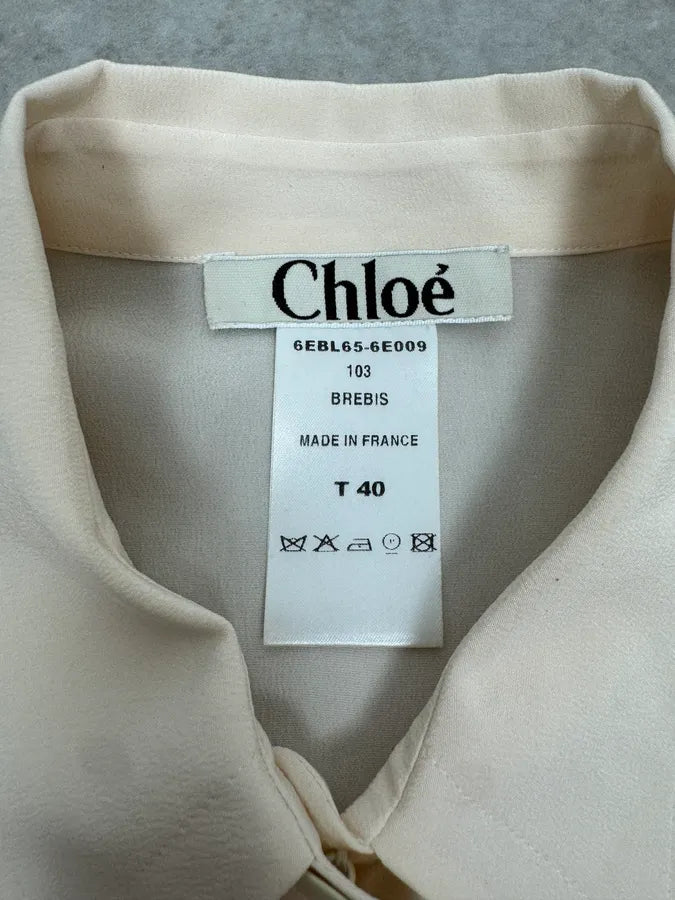 Chloé
6EBL65-6E009
103
BREBIS
MADE IN FRANCE
T 40